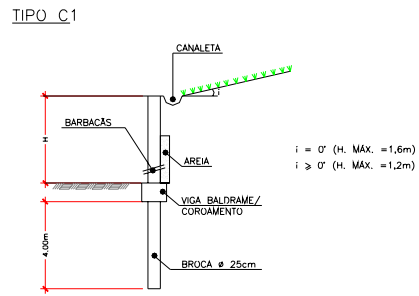 TIPO C1
CANALETA
BARBACÃS
H
AREIA
i = 0° (H. MÁX. =1,6m)
i ⩾ 0° (H. MÁX. =1,2m)
VIGA BALDRAME/
COROAMENTO
4,00m
BROCA ø 25cm